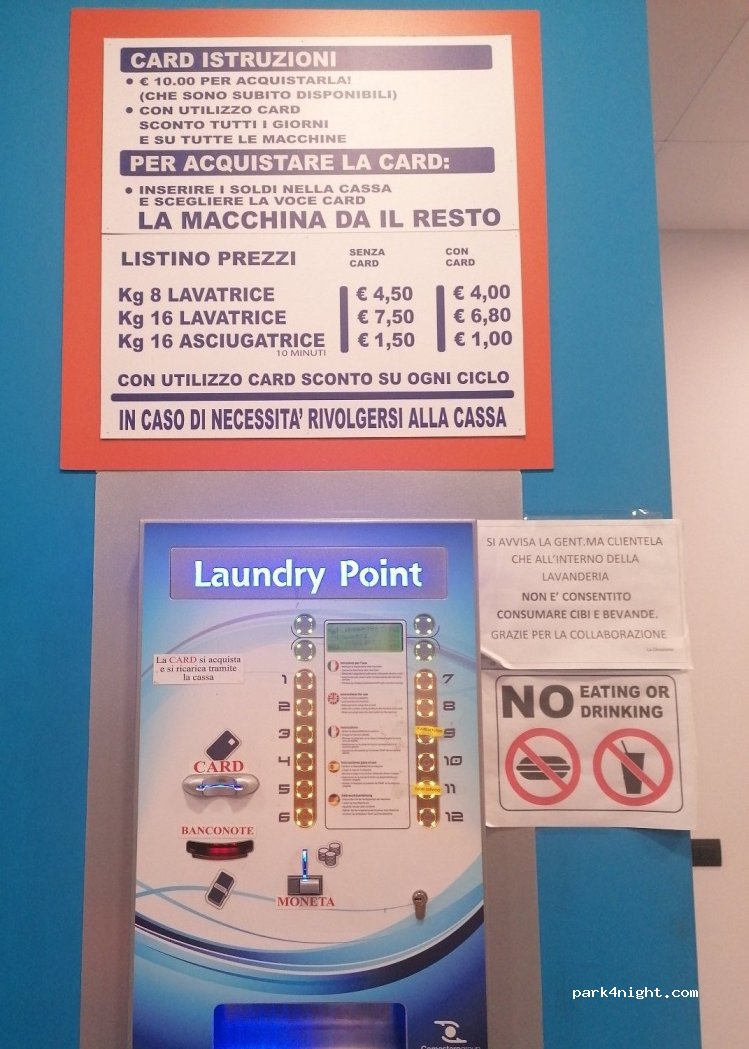 CARD ISTRUZIONI
• € 10.00 PER ACQUISTARLA!
(CHE SONO SUBITO DISPONIBILI)
• CON UTILIZZO CARD
SCONTO TUTTI I GIORNI
E SU TUTTE LE MACCHINE
PER ACQUISTARE LA CARD:
• INSERIRE I SOLDI NELLA CASSA
E SCEGLIERE LA VOCE CARD
LA MACCHINA DA IL RESTO
LISTINO PREZZI SENZA CARD CON CARD
Kg 8 LAVATRICE € 4,50 € 4,00
Kg 16 LAVATRICE € 7,50 € 6,80
Kg 16 ASCIUGATRICE € 1,50 € 1,00
10 MINUTI
CON UTILIZZO CARD SCONTO SU OGNI CICLO
IN CASO DI NECESSITA' RIVOLGERSI ALLA CASSA
Laundry Point
La CARD si acquista
e si ricarica tramite
la cassa
1 7
2 8
3 9
4 10
5 11
6 12
CARD
BANCONOTE
MONETA
SI AVVISA LA GENT.MA CLIENTELA
CHE ALL'INTERNO DELLA
LAVANDERIA
NON E' CONSENTITO
CONSUMARE CIBI E BEVANDE.
GRAZIE PER LA COLLABORAZIONE
La Direzione
NO EATING OR
DRINKING
park4night.com